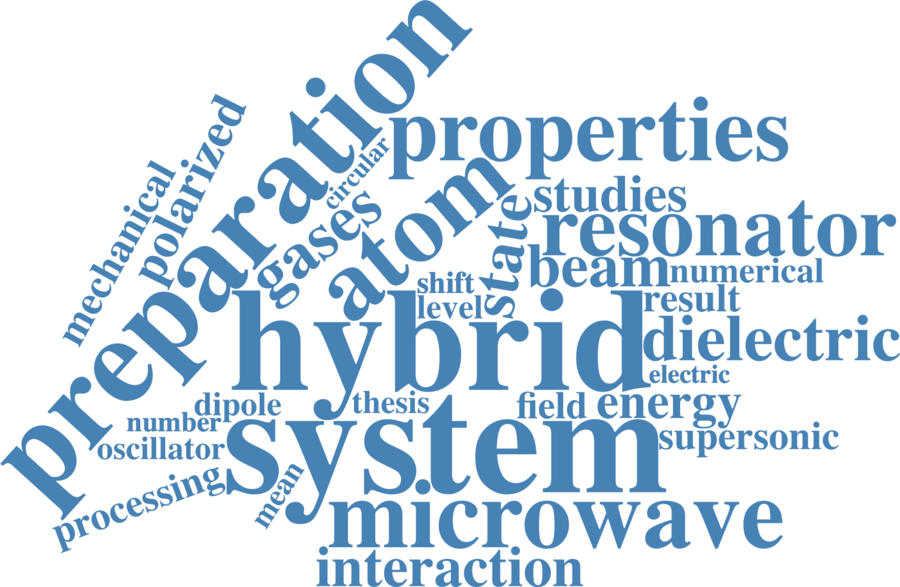 preparation
properties
circular
polarized
mechanical
gases
atom
state
studies
resonator
beam
numerical
shift
level
result
hybrid
dielectric
electric
dipole
thesis
field
energy
number
system
supersonic
oscillator
processing
mean
microwave
interaction